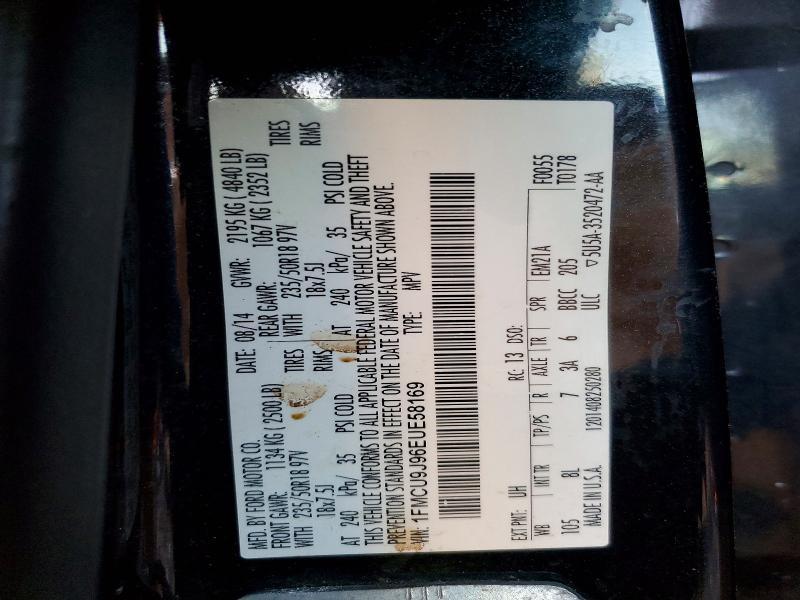 MFD. BY FORD MOTOR CO. DATE: 08/14 GVWR: 2195 KG ( 4840 LB)
FRONT GAWR: 1134 KG ( 2500 LB) REAR GAWR: 1067 KG ( 2352 LB)
WITH 235/50R18 97V TIRES WITH 235/50R18 97V TIRES
18x7.5J RIMS 18x7.5J RIMS
AT 240 kPa/ 35 PSI COLD AT 240 kPa/ 35 PSI COLD
THIS VEHICLE CONFORMS TO ALL APPLICABLE FEDERAL MOTOR VEHICLE SAFETY AND THEFT
PREVENTION STANDARDS IN EFFECT ON THE DATE OF MANUFACTURE SHOWN ABOVE.
VIN: 1FMCU9J96EUE58169 TYPE: MPV
EXT PNT: UH RC: 13 DSO: F0055
WB INT TR TP/PS R AXLE TR SPR EM21A T0178
105 8L 7 3A 6 BBCC 205
MADE IN U.S.A. 1201408250280 ULC ▽5U5A-3520472-AA